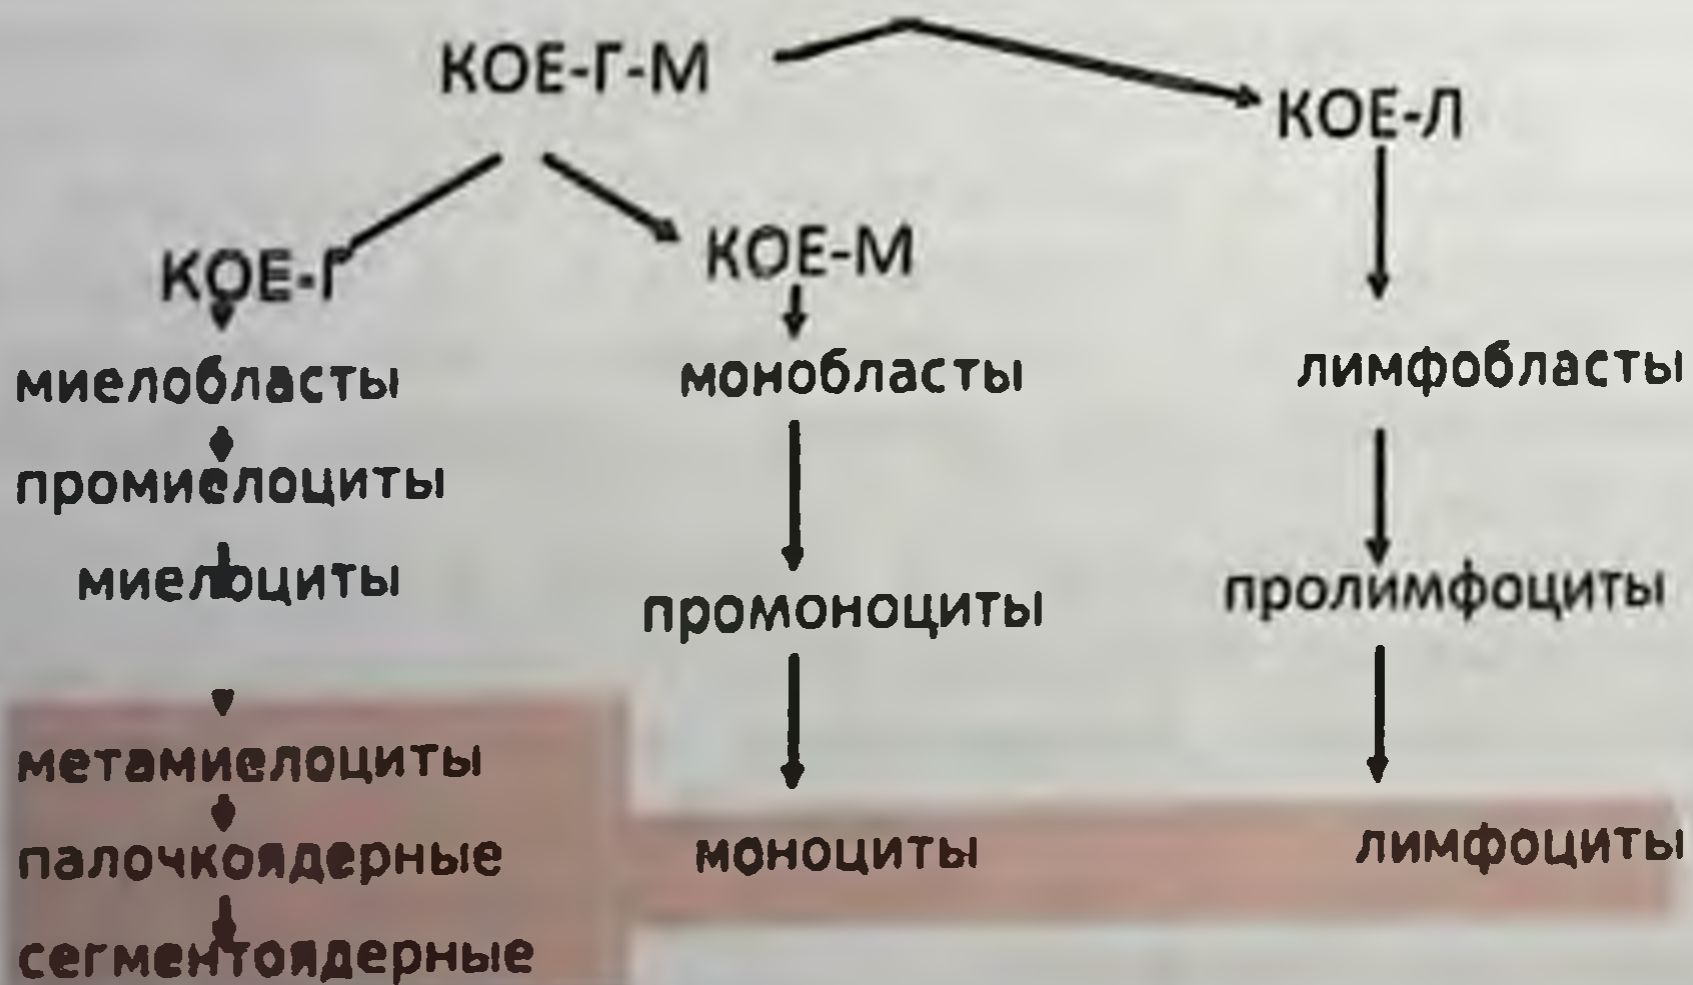 КОЕ-Г-М
КОЕ-Л
КОЕ-Г
КОЕ-М
миелобласты
монобласты
лимфобласты
промиелоциты
миелоциты
промоноциты
пролимфоциты
метамиелоциты
палочкоядерные
моноциты
лимфоциты
сегментоядерные